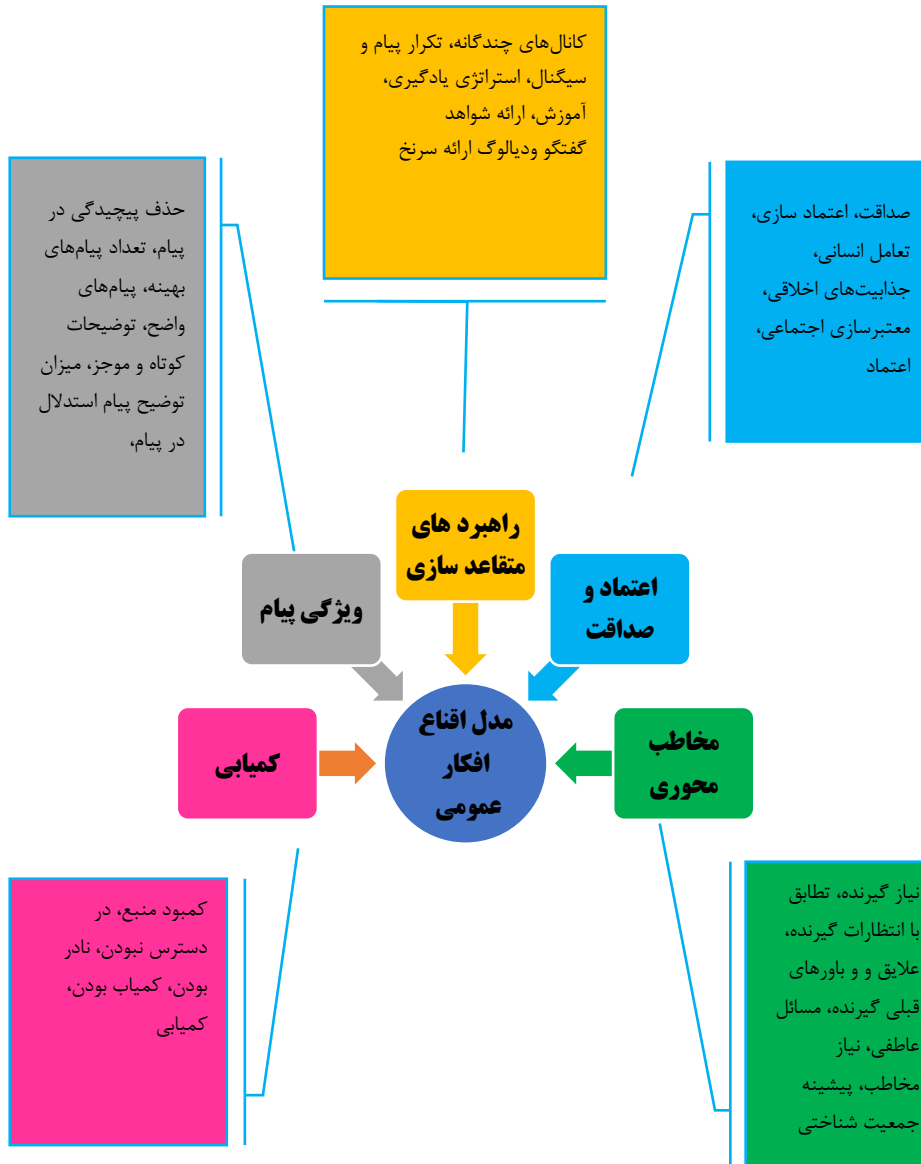 کانال‌های چندگانه، تکرار پیام و
سیگنال، استراتژی یادگیری،
آموزش، ارائه شواهد
گفتگو ودیالوگ ارائه سرنخ
صداقت، اعتماد سازی،
تعامل انسانی،
جذابیت‌های اخلاقی،
معتبرسازی اجتماعی،
اعتماد
حذف پیچیدگی در
پیام، تعداد پیام‌های
بهینه، پیام‌های
واضح، توضیحات
کوتاه و موجز، میزان
توضیح پیام استدلال
در پیام،
راهبرد های
متقاعد سازی
اعتماد و
صداقت
ویژگی پیام
مخاطب
محوری
مدل اقناع
افکار
عمومی
کمیابی
نیاز گیرنده، تطابق
با انتظارات گیرنده،
علایق و و باورهای
قبلی گیرنده، مسائل
عاطفی، نیاز
مخاطب، پیشینه
جمعیت شناختی
کمبود منبع، در
دسترس نبودن، نادر
بودن، کمیاب بودن،
کمیابی